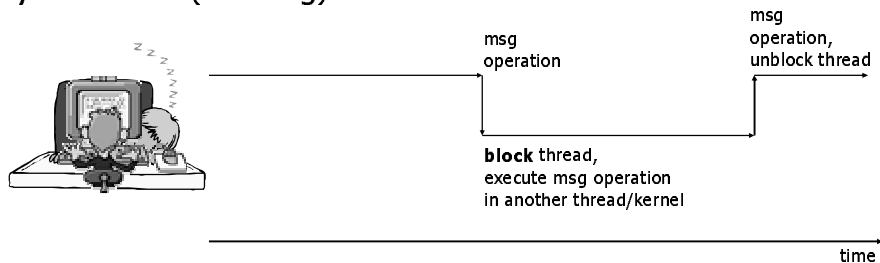 msg
operation
msg
operation,
unblock thread
block thread,
execute msg operation
in another thread/kernel
time
z z z z z z z